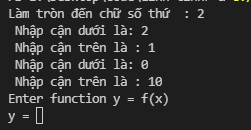 Làm tròn đến chữ số thứ : 2
Nhập cận dưới là: 2
Nhập cận trên là : 1
Nhập cận dưới là: 0
Nhập cận trên là : 10
Enter function y = f(x)
y =